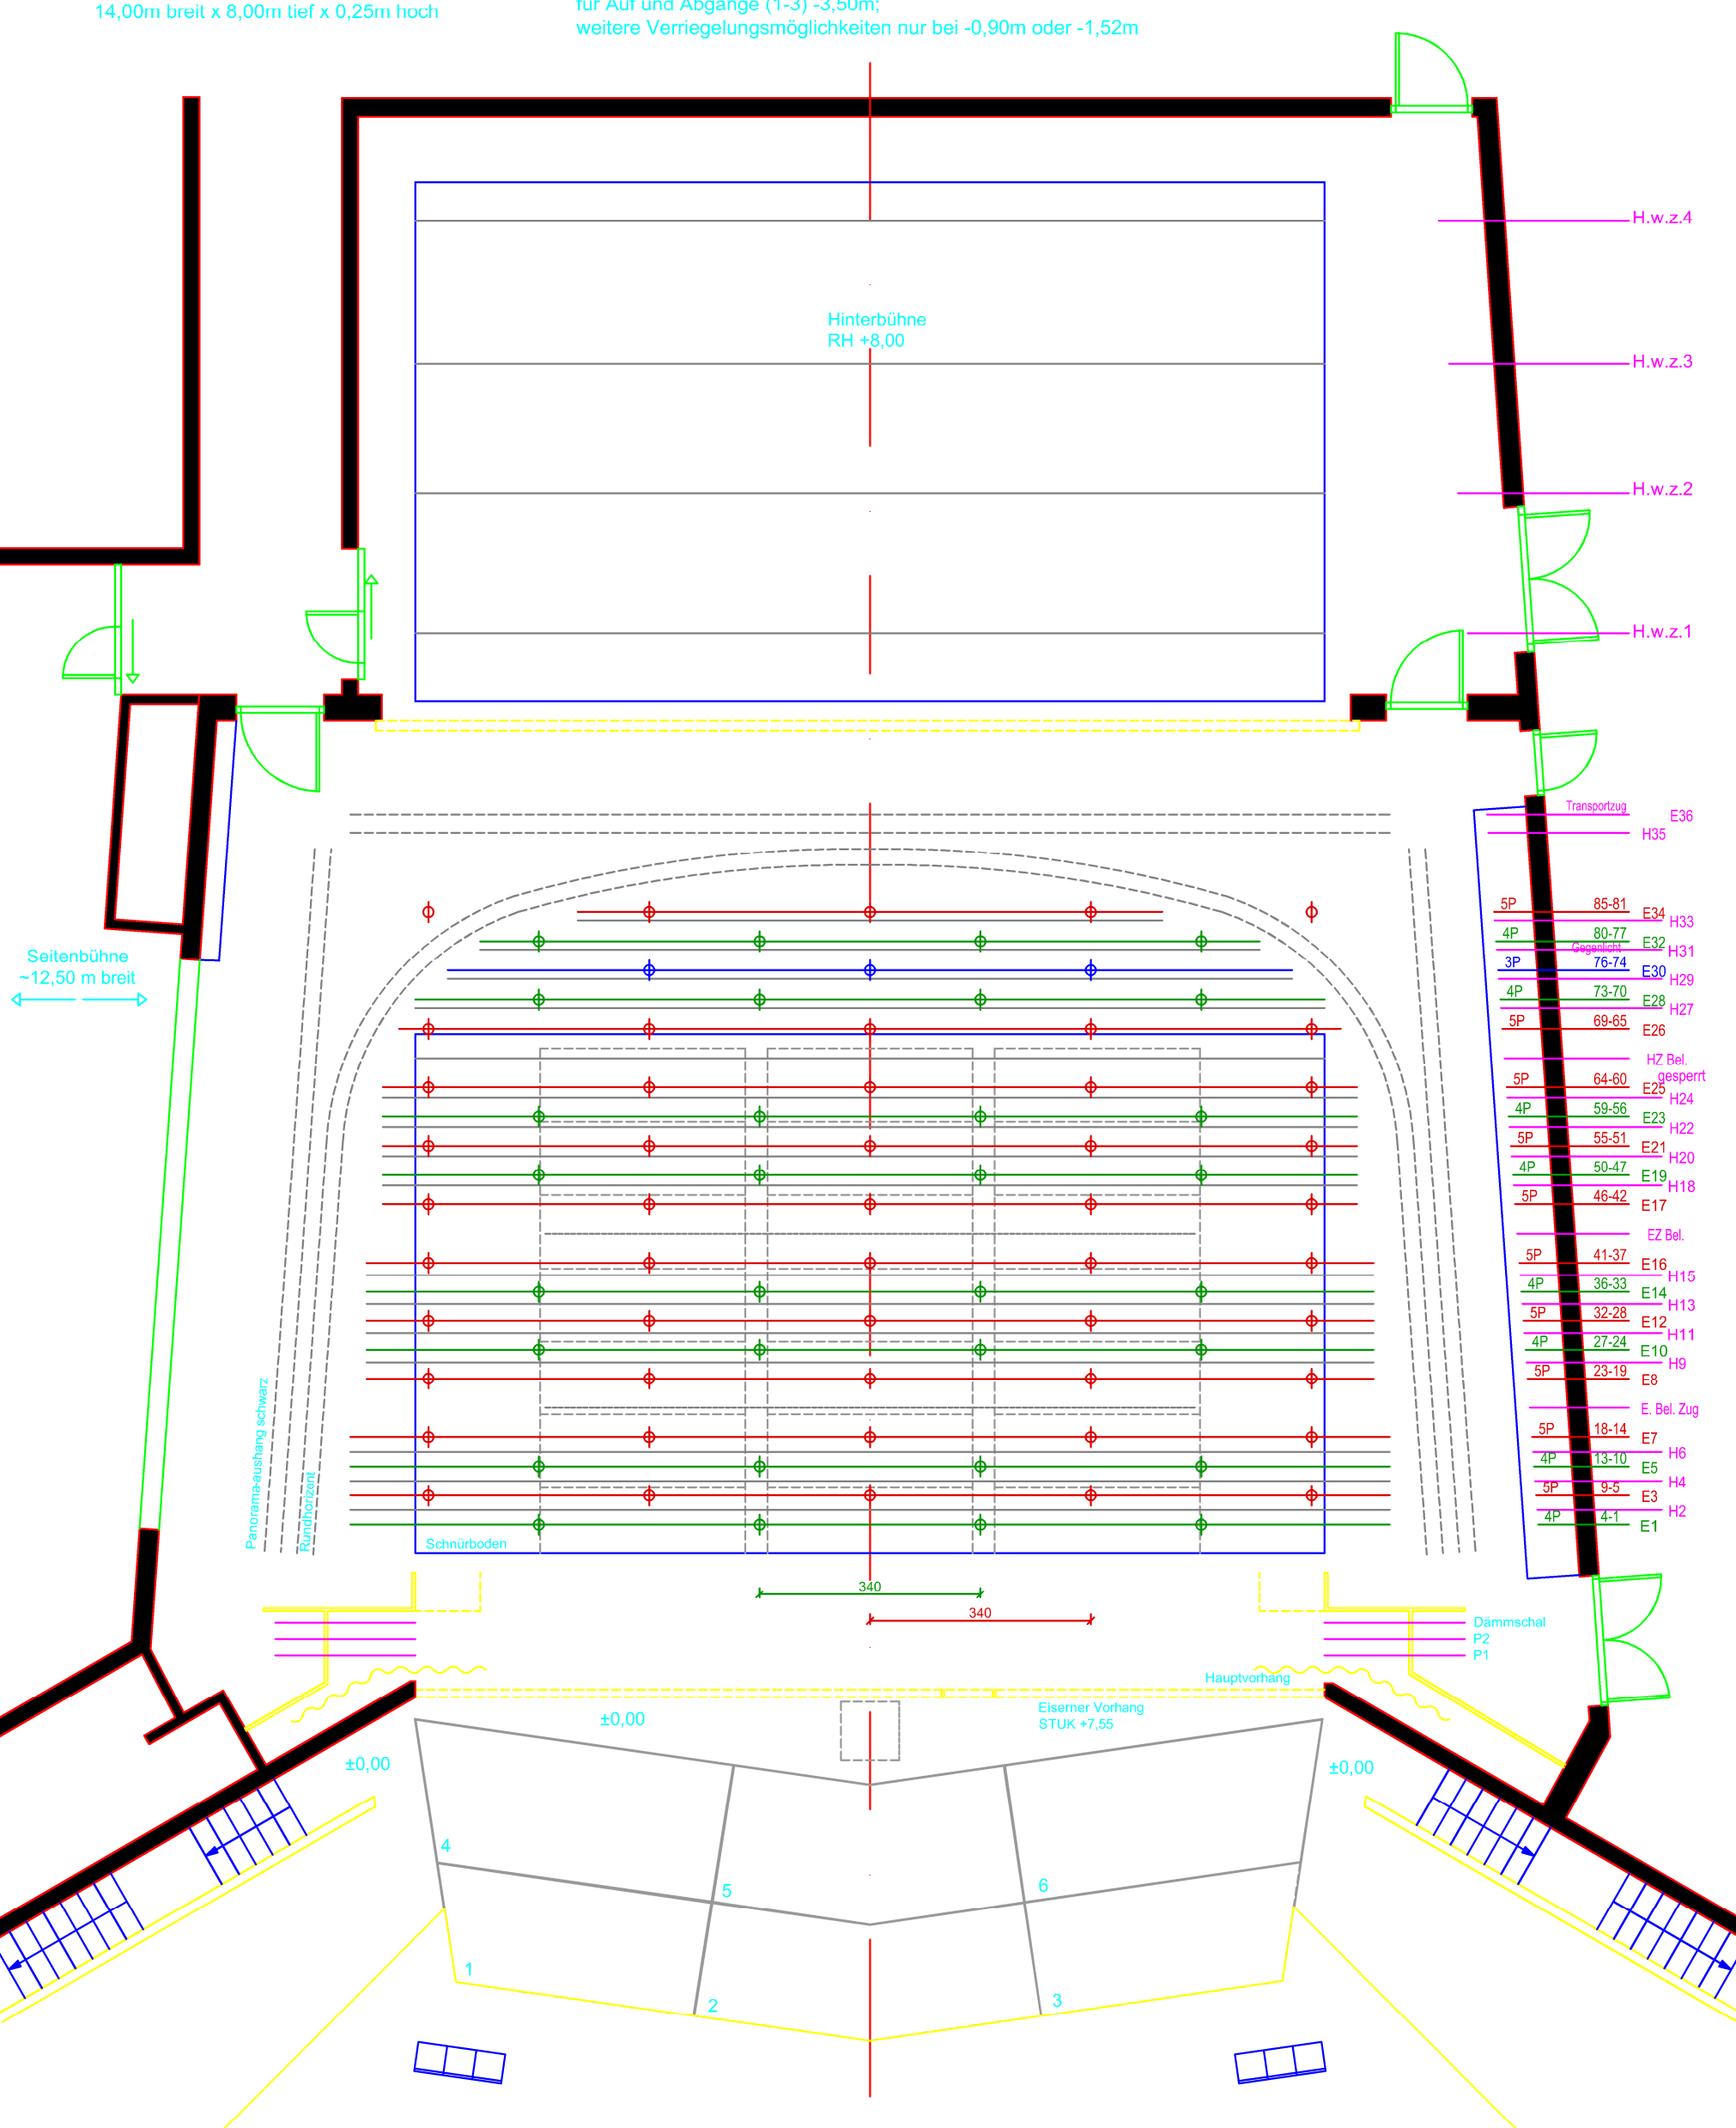 14,00m breit x 8,00m tief x 0,25m hoch
für Auf und Abgänge (1-3) -3,50m;
weitere Verriegelungsmöglichkeiten nur bei -0,90m oder -1,52m
H.w.z.4
Hinterbühne
RH +8,00
H.w.z.3
H.w.z.2
H.w.z.1
Transportzug
E36
H35
5P 85-81 E34
H33
4P 80-77 E32
Gegenlicht H31
3P 76-74 E30
H29
4P 73-70 E28
H27
5P 69-65 E26
Seitenbühne
~12,50 m breit
HZ Bel.
gesperrt
5P 64-60 E25
H24
4P 59-56 E23
H22
5P 55-51 E21
H20
4P 50-47 E19
H18
5P 46-42 E17
EZ Bel.
5P 41-37 E16
H15
4P 36-33 E14
H13
5P 32-28 E12
H11
4P 27-24 E10
H9
5P 23-19 E8
E. Bel. Zug
5P 18-14 E7
H6
4P 13-10 E5
H4
5P 9-5 E3
H2
4P 4-1 E1
Panorama-aushang schwarz
Rundhorizont
Schnürboden
340
340
Dämmschal
P2
P1
Hauptvorhang
Eiserner Vorhang
STUK +7,55
±0,00
±0,00
±0,00
4
5
6
1
2
3